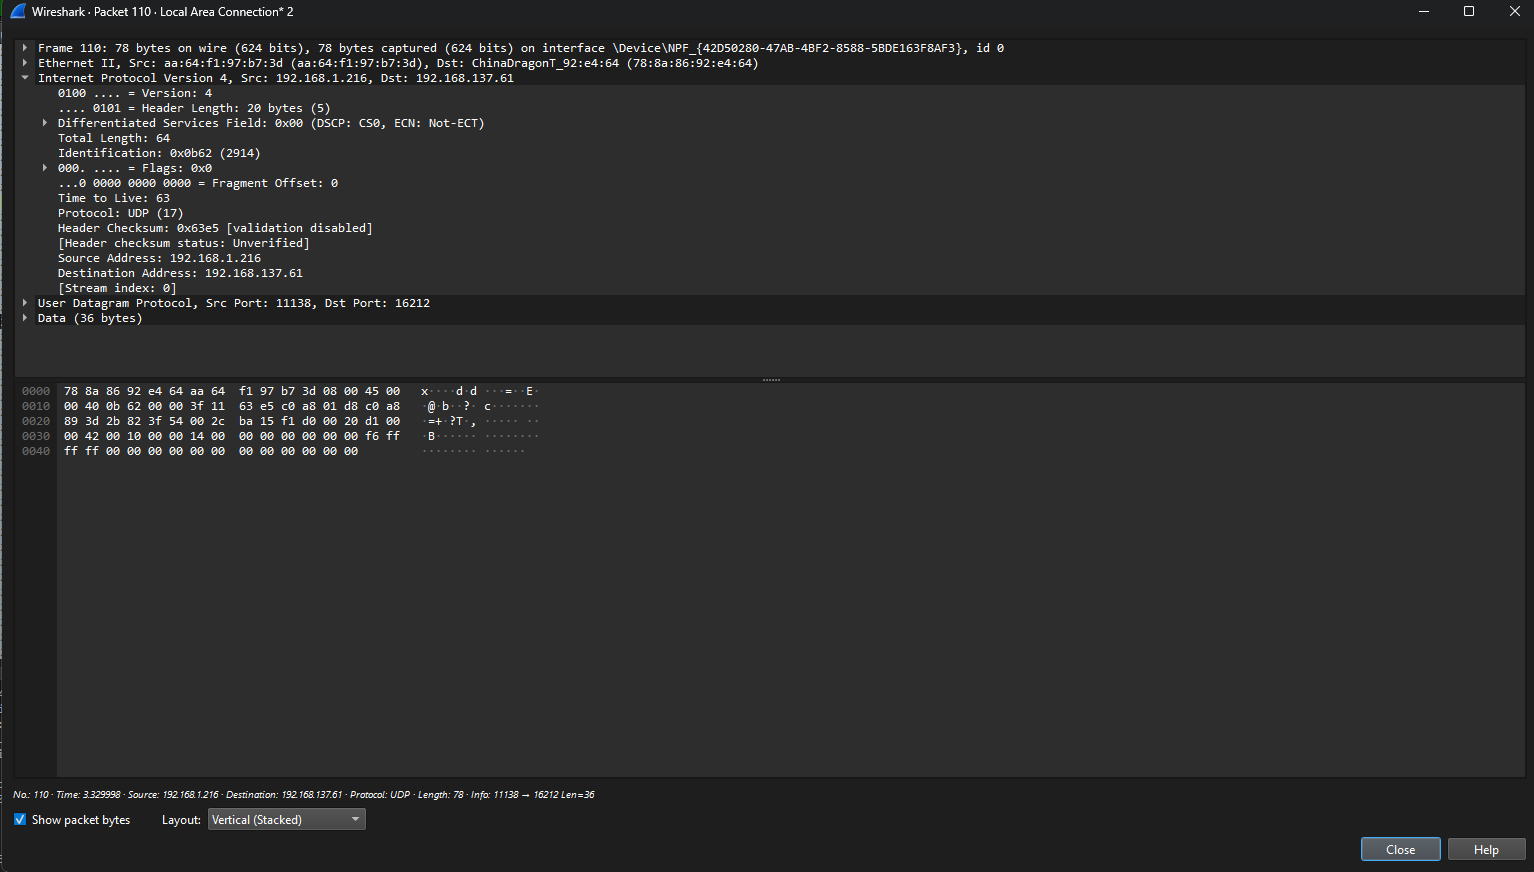 Wireshark · Packet 110 · Local Area Connection* 2
Frame 110: 78 bytes on wire (624 bits), 78 bytes captured (624 bits) on interface \Device\NPF_{42D50280-47AB-4BF2-8588-5BDE163F8AF3}, id 0
Ethernet II, Src: aa:64:f1:97:b7:3d (aa:64:f1:97:b7:3d), Dst: ChinaDragonT_92:e4:64 (78:8a:86:92:e4:64)
Internet Protocol Version 4, Src: 192.168.1.216, Dst: 192.168.137.61
0100 .... = Version: 4
.... 0101 = Header Length: 20 bytes (5)
Differentiated Services Field: 0x00 (DSCP: CS0, ECN: Not-ECT)
Total Length: 64
Identification: 0x0b62 (2914)
000. .... = Flags: 0x0
...0 0000 0000 0000 = Fragment Offset: 0
Time to Live: 63
Protocol: UDP (17)
Header Checksum: 0x63e5 [validation disabled]
[Header checksum status: Unverified]
Source Address: 192.168.1.216
Destination Address: 192.168.137.61
[Stream index: 0]
User Datagram Protocol, Src Port: 11138, Dst Port: 16212
Data (36 bytes)
0000 78 8a 86 92 e4 64 aa 64 f1 97 b7 3d 08 00 45 00 x····d·d ···=··E·
0010 00 40 0b 62 00 00 3f 11 63 e5 c0 a8 01 d8 c0 a8 ·@·b··?· c·······
0020 89 3d 2b 82 3f 54 00 2c ba 15 f1 d0 00 20 d1 00 ·=+·?T·, ····· ··
0030 00 42 00 10 00 00 14 00 00 00 00 00 00 00 f6 ff ·B······ ········
0040 ff ff 00 00 00 00 00 00 00 00 00 00 00 00 ········ ······
No.: 110 · Time: 3.329998 · Source: 192.168.1.216 · Destination: 192.168.137.61 · Protocol: UDP · Length: 78 · Info: 11138 → 16212 Len=36
Show packet bytes Layout: Vertical (Stacked)
Close Help